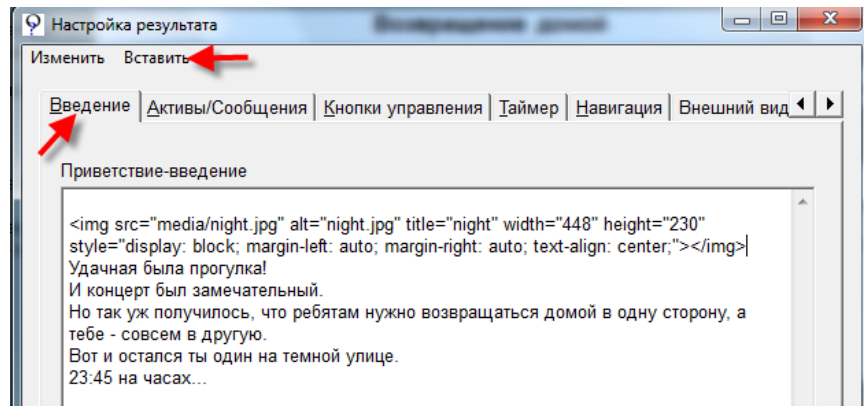 Настройка результата
Возвращение домой
Изменить Вставить
Введение Активы/Сообщения Кнопки управления Таймер Навигация Внешний вид
Приветствие-введение
<img src="media/night.jpg" alt="night.jpg" title="night" width="448" height="230"
style="display: block; margin-left: auto; margin-right: auto; text-align: center;"></img>
Удачная была прогулка!
И концерт был замечательный.
Но так уж получилось, что ребятам нужно возвращаться домой в одну сторону, а
тебе - совсем в другую.
Вот и остался ты один на темной улице.
23:45 на часах...